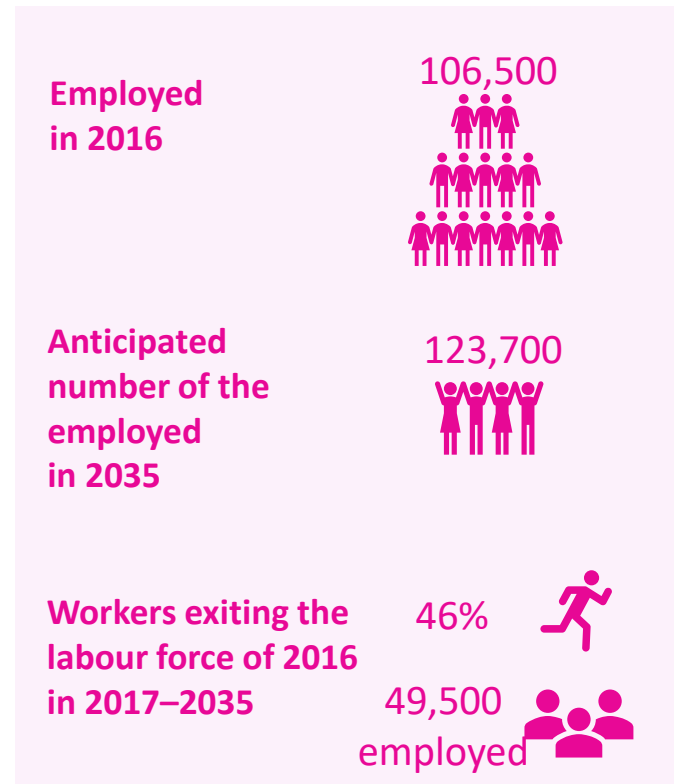 Employed
in 2016
106,500
Anticipated
number of the
employed
in 2035
123,700
Workers exiting the
labour force of 2016
in 2017–2035
46%
49,500
employed